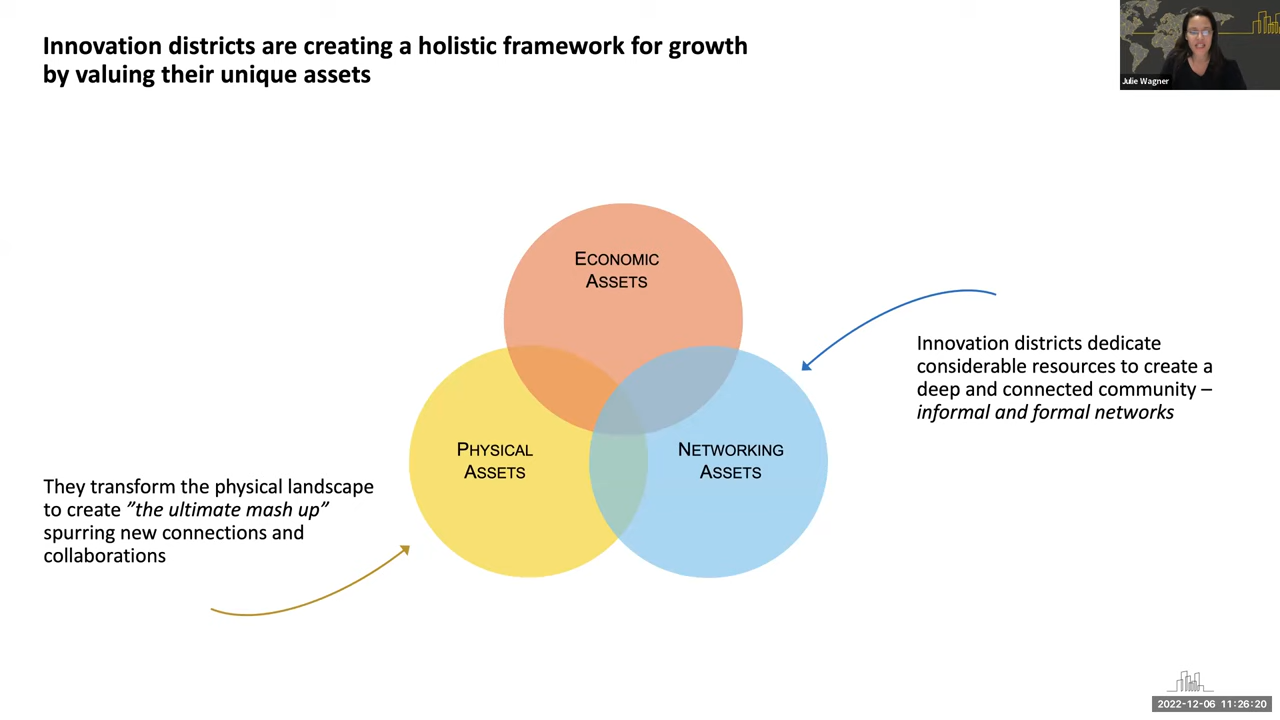 Innovation districts are creating a holistic framework for growth
by valuing their unique assets
Julie Wagner
ECONOMIC
ASSETS
Innovation districts dedicate
considerable resources to create a
deep and connected community –
informal and formal networks
PHYSICAL
ASSETS
NETWORKING
ASSETS
They transform the physical landscape
to create ”the ultimate mash up”
spurring new connections and
collaborations
2022-12-06 11:26:20